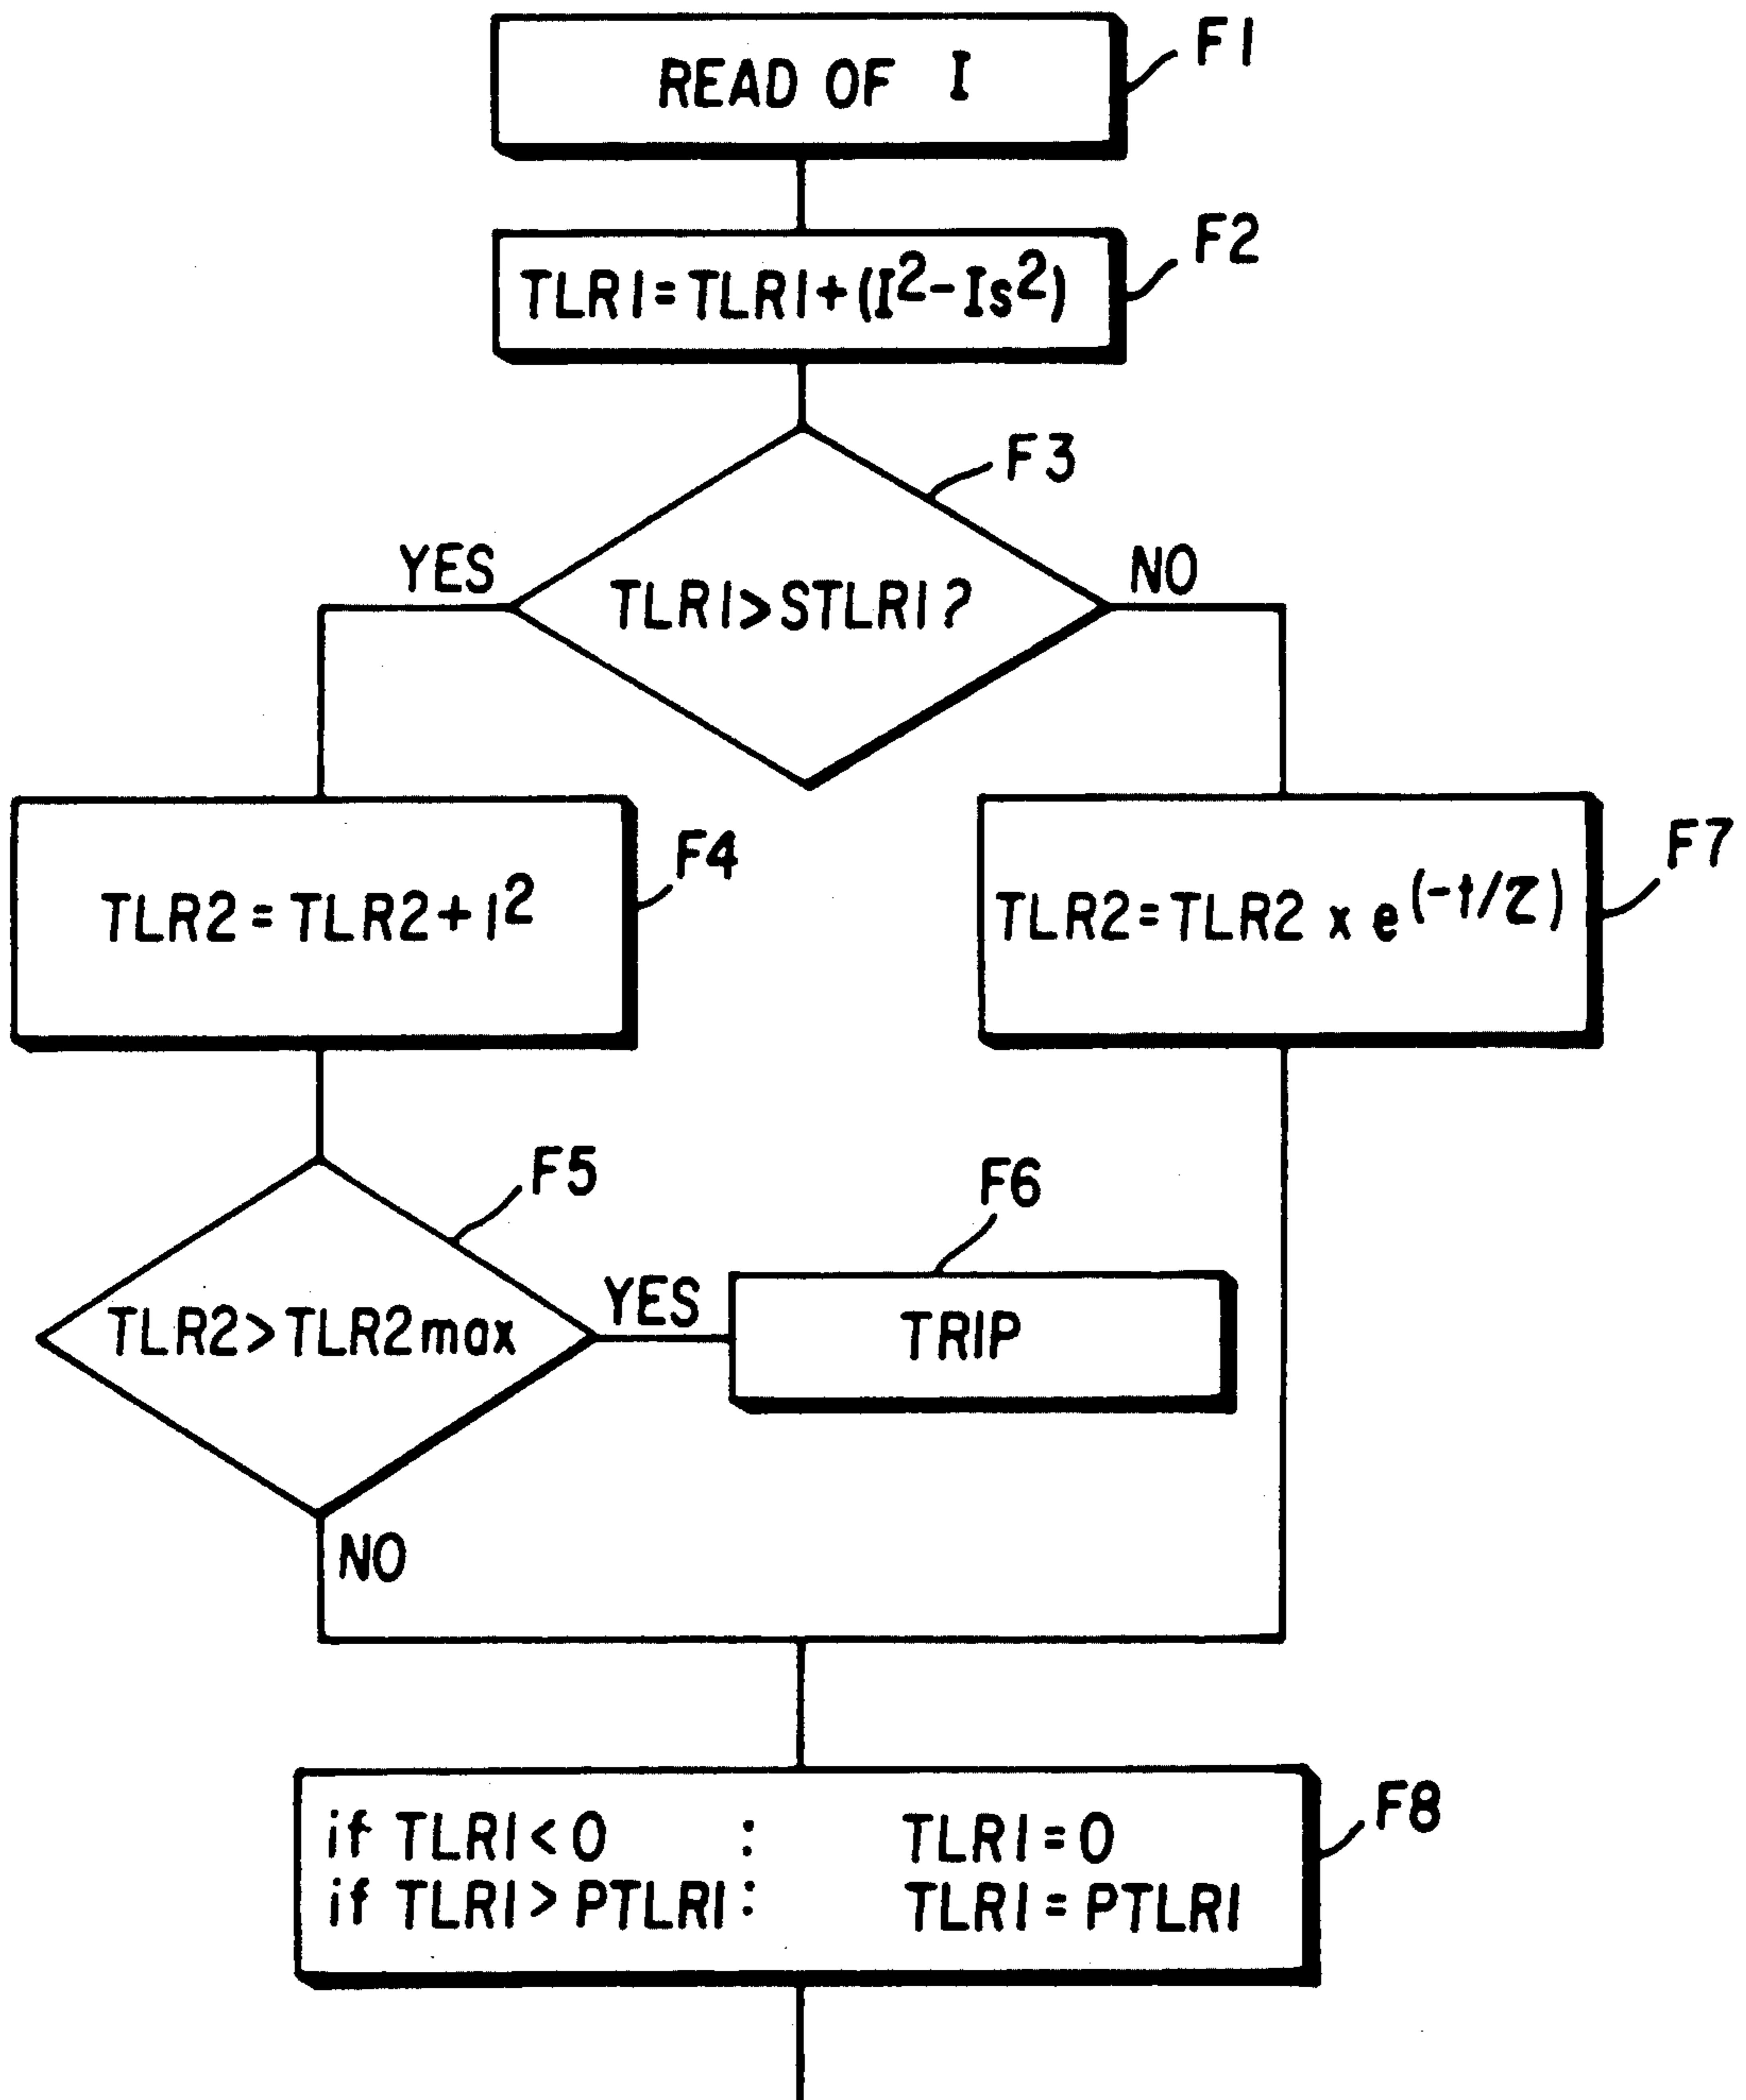 READ OF I
F1
F2
TLR1=TLR1+(I²-Is²)
F3
YES
NO
TLR1>STLR1?
F4
F7
TLR2=TLR2+I²
TLR2=TLR2 x e(-t/τ)
F5
F6
YES
TLR2>TLR2max
TRIP
NO
F8
if TLR1<0 : TLR1=0
if TLR1>PTLR1: TLR1=PTLR1